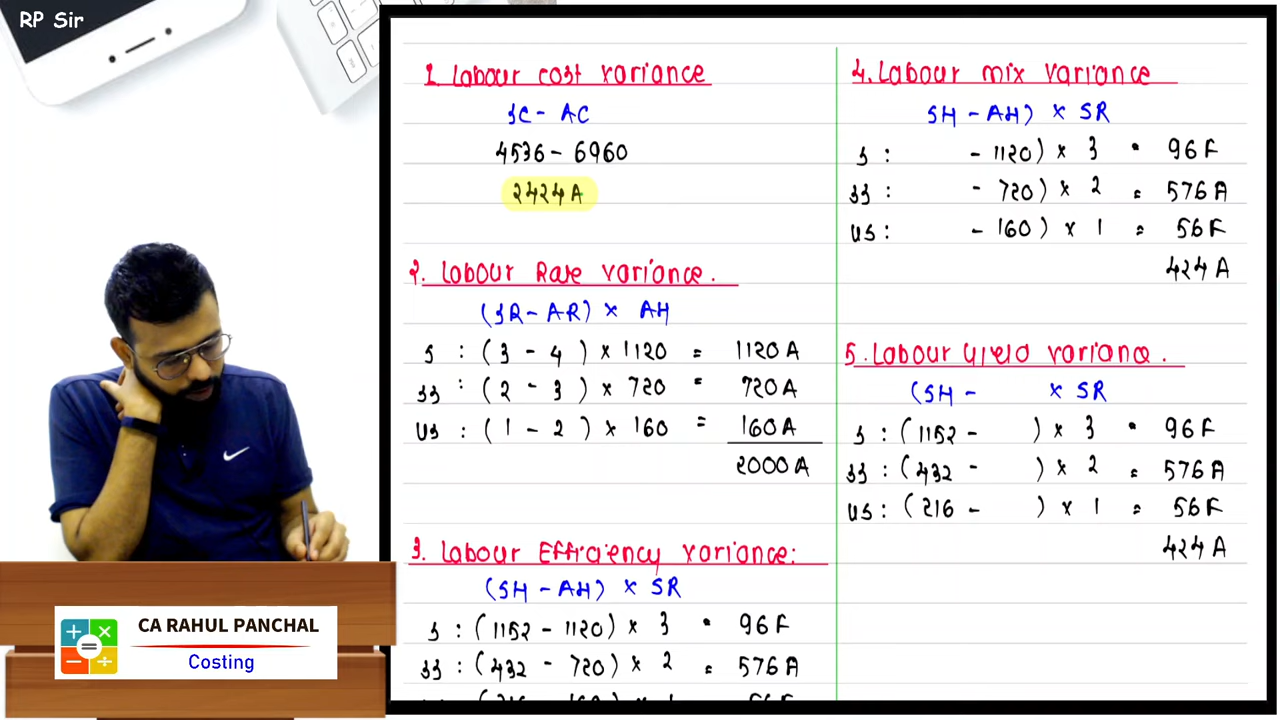 RP Sir
1. Labour cost variance
SC - AC
4536 - 6960
2424 A
2. Labour Rate variance.
(SR - AR) × AH
S : (3 - 4) × 1120 = 1120 A
SS : (2 - 3) × 720 = 720 A
US : (1 - 2) × 160 = 160 A
2000 A
3. Labour Efficiency variance:
(SH - AH) × SR
S : (1152 - 1120) × 3 = 96 F
SS : (432 - 720) × 2 = 576 A
4. Labour mix variance
SH - AH) × SR
S : - 1120) × 3 = 96 F
SS : - 720) × 2 = 576 A
US : - 160) × 1 = 56 F
424 A
5. Labour yield variance.
(SH - × SR
S : (1152 - ) × 3 = 96 F
SS : (432 - ) × 2 = 576 A
US : (216 - ) × 1 = 56 F
424 A
CA RAHUL PANCHAL
Costing